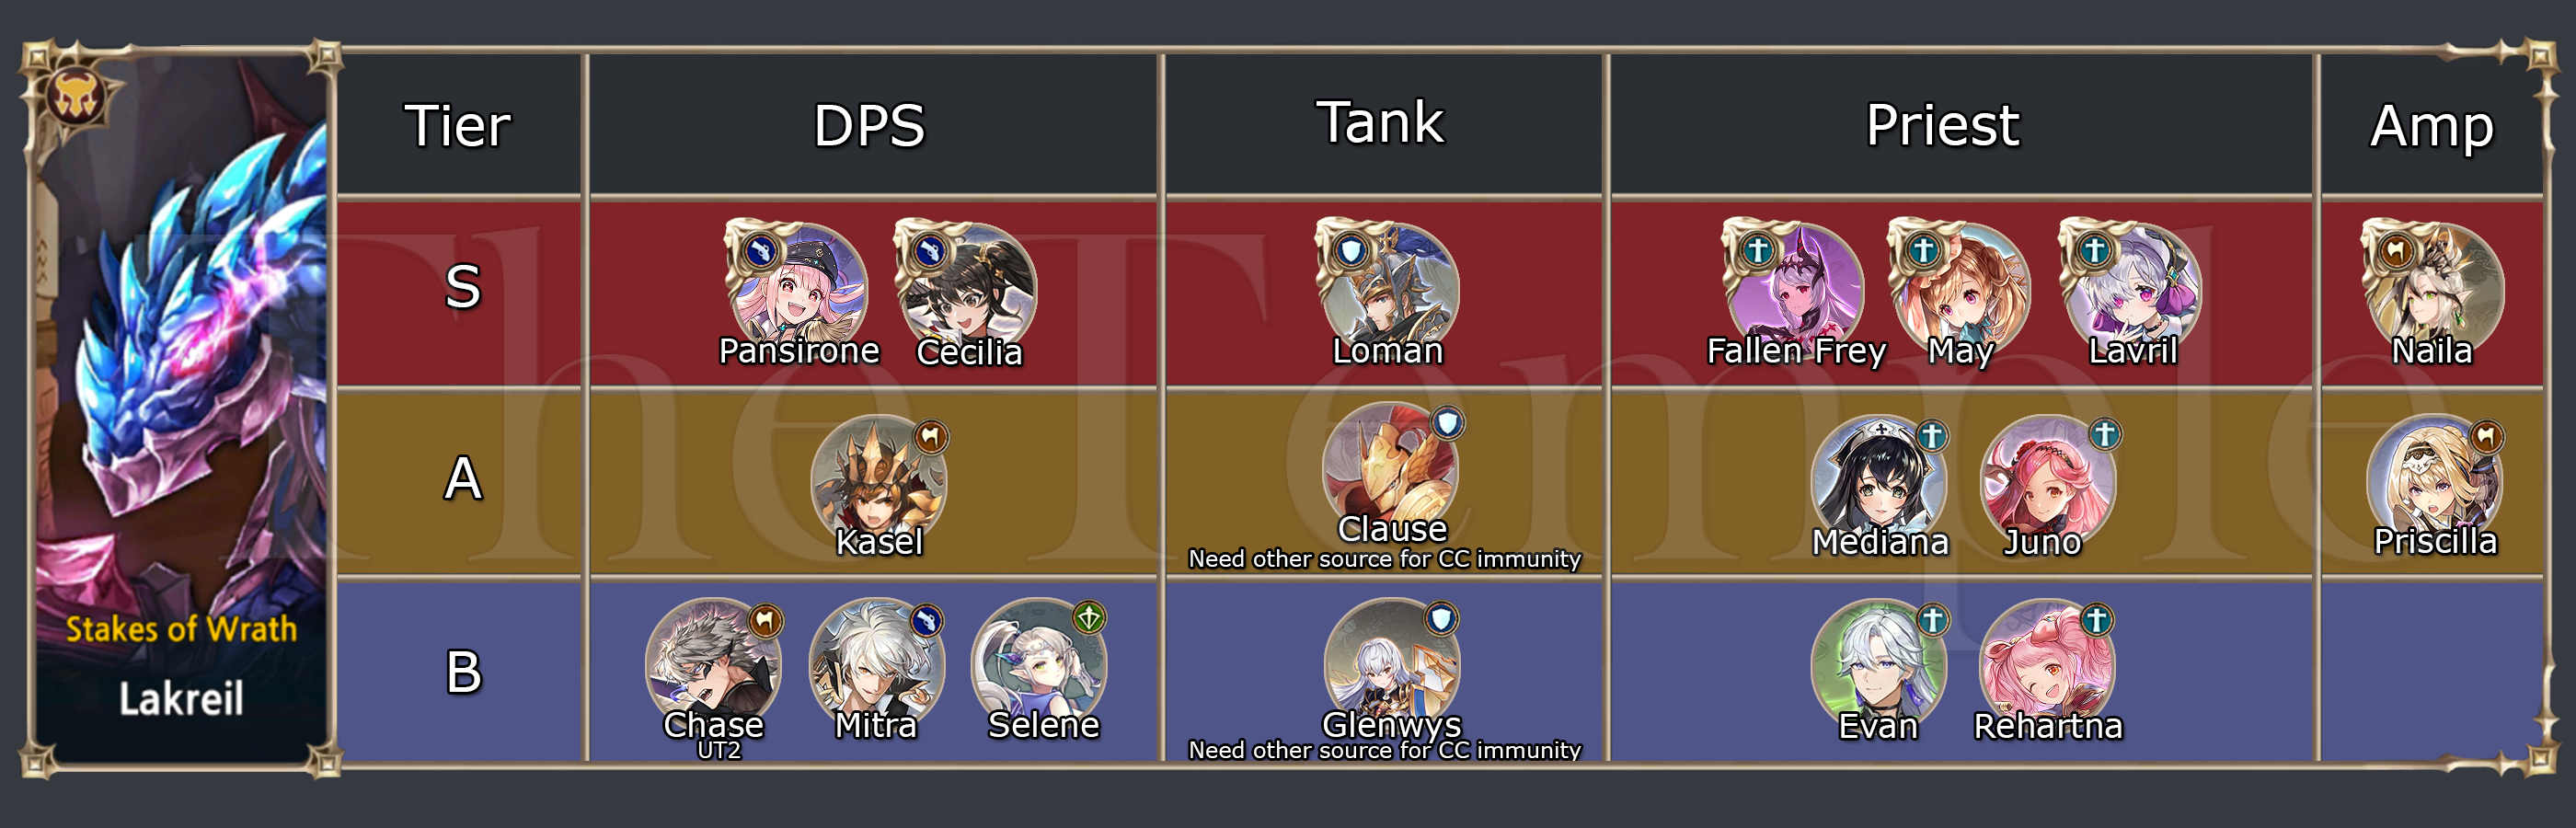 Tier DPS Tank Priest Amp
S Pansirone Cecilia Loman Fallen Frey May Lavril Naila
A Kasel Clause Mediana Juno Priscilla
Need other source for CC immunity
Stakes of Wrath
Lakreil
B Chase Mitra Selene Glenwys Evan Rehartna
UT2 Need other source for CC immunity
The Temple